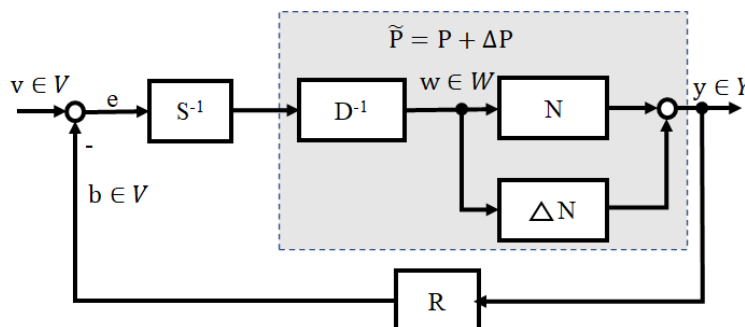 P̃ = P + ΔP
v ∈ V
e
S⁻¹
D⁻¹
w ∈ W
N
y ∈ Y
-
b ∈ V
△N
R